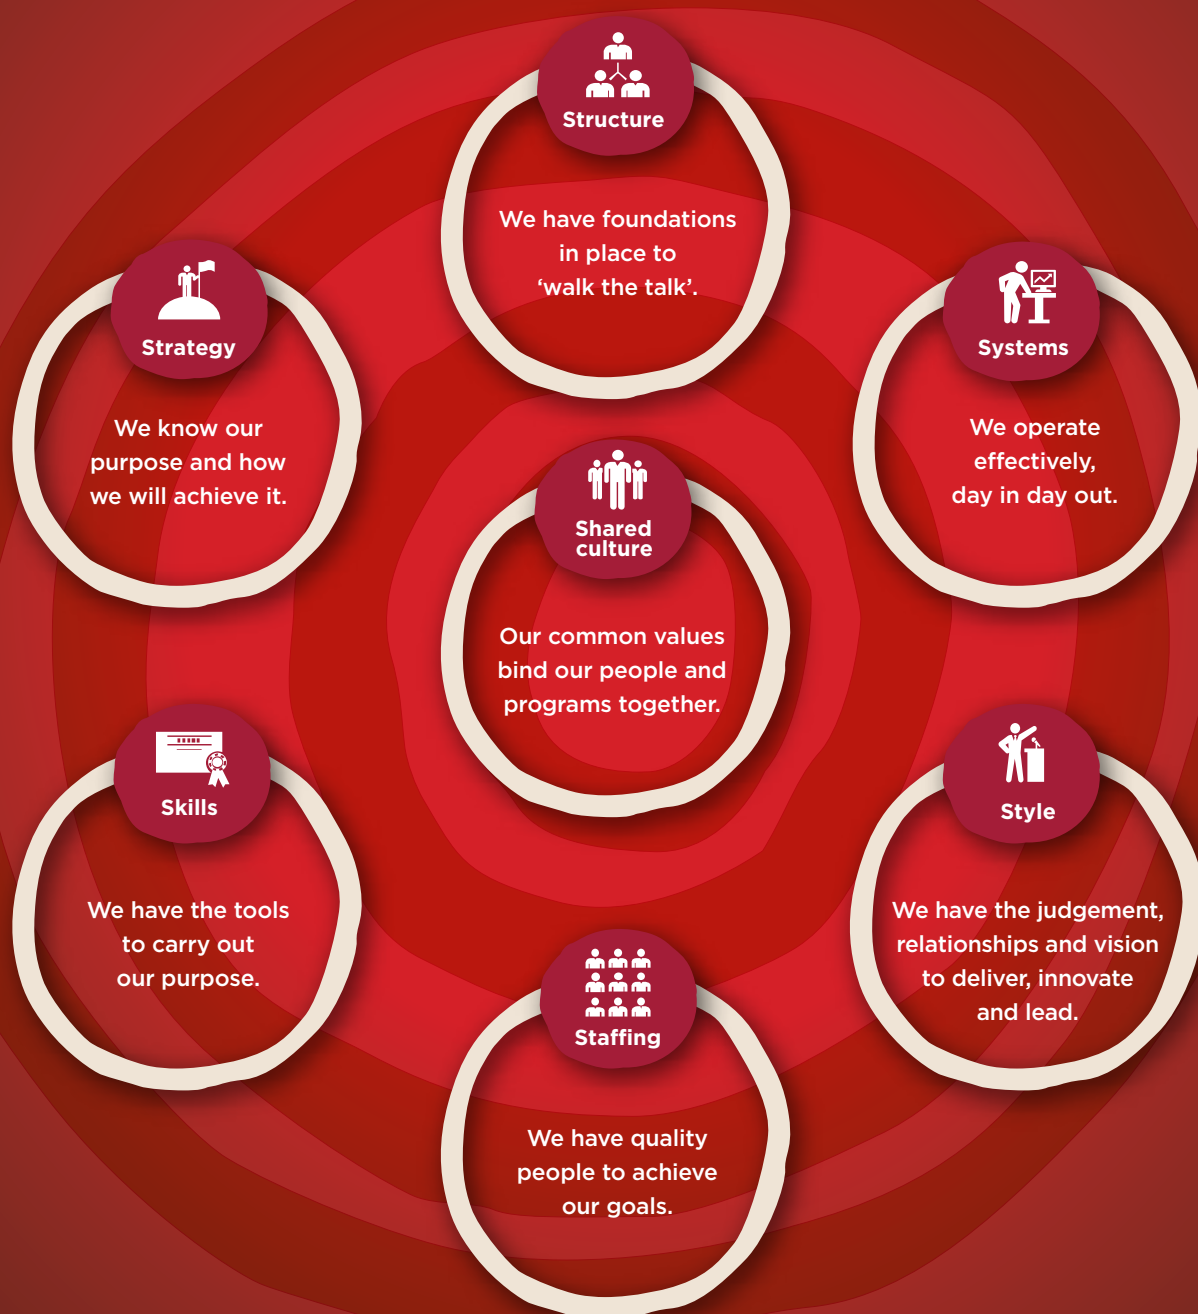 Structure
We have foundations
in place to
‘walk the talk’.
Strategy
We know our
purpose and how
we will achieve it.
Systems
We operate
effectively,
day in day out.
Shared
culture
Our common values
bind our people and
programs together.
Skills
We have the tools
to carry out
our purpose.
Style
We have the judgement,
relationships and vision
to deliver, innovate
and lead.
Staffing
We have quality
people to achieve
our goals.